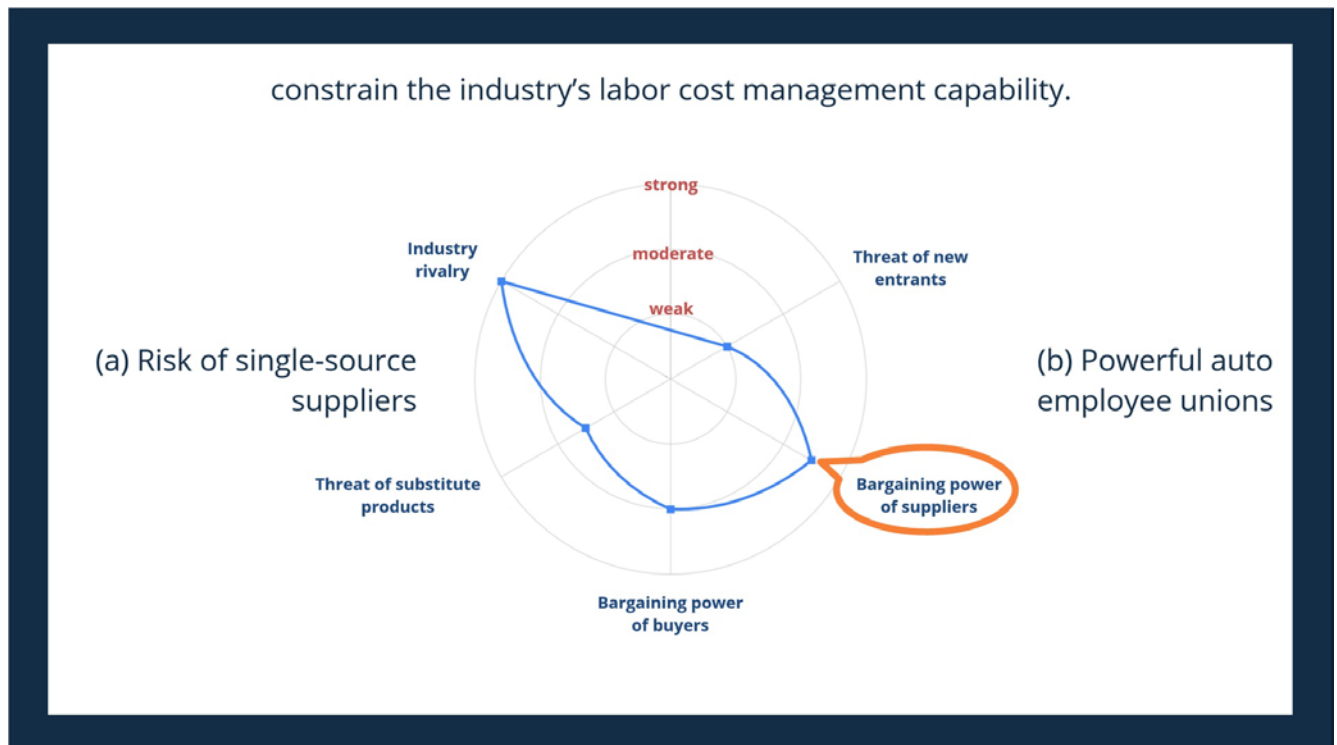 constrain the industry’s labor cost management capability.
strong
Industry
rivalry
moderate
Threat of new
entrants
weak
(a) Risk of single-source
suppliers
(b) Powerful auto
employee unions
Threat of substitute
products
Bargaining power
of suppliers
Bargaining power
of buyers